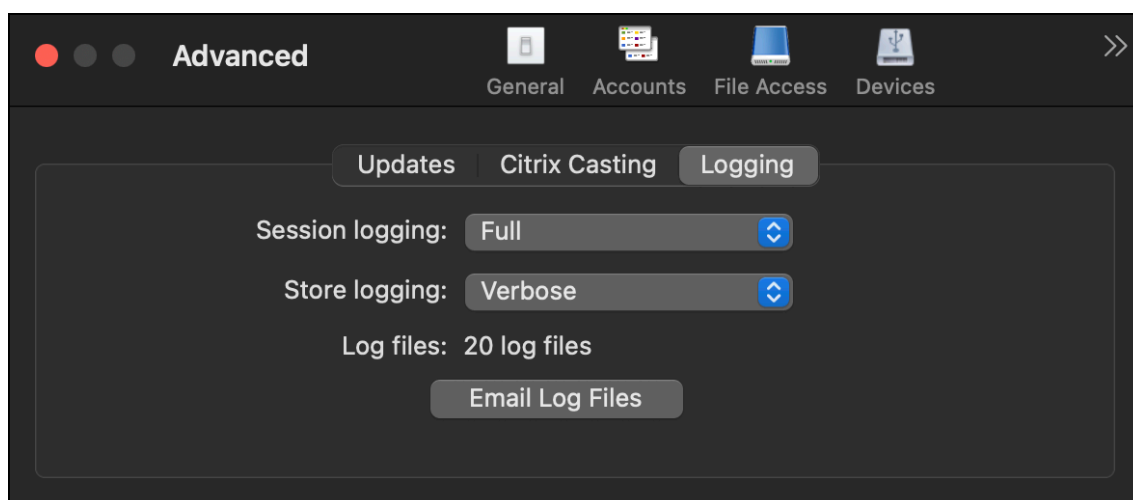 Advanced
General Accounts File Access Devices
Updates Citrix Casting Logging
Session logging: Full
Store logging: Verbose
Log files: 20 log files
Email Log Files